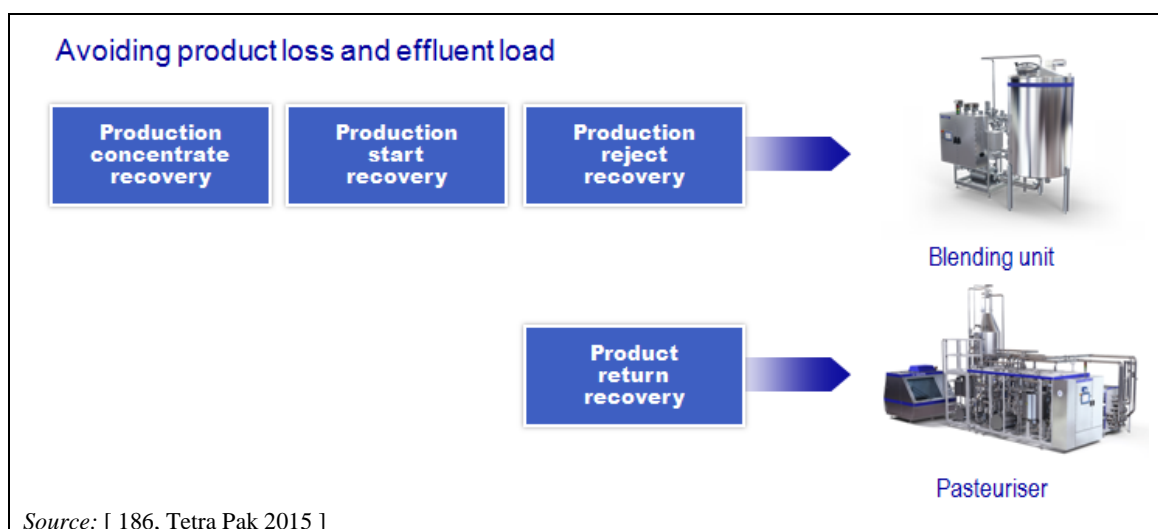 Avoiding product loss and effluent load
Production
concentrate
recovery
Production
start
recovery
Production
reject
recovery
Blending unit
Product
return
recovery
Pasteuriser
Source: [ 186, Tetra Pak 2015 ]